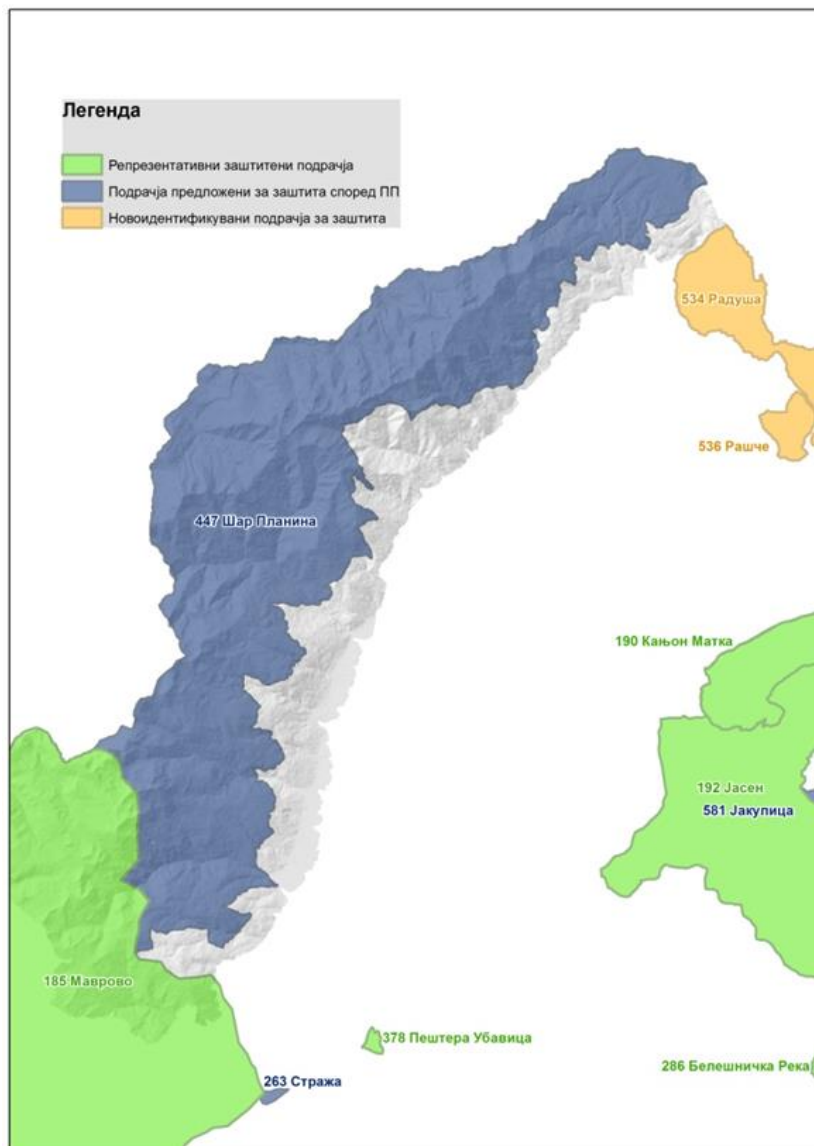 Легенда
Репрезентативни заштитени подрачја
Подрачја предложени за заштита според ПП
Новоидентификувани подрачја за заштита
534 Радуша
536 Рашче
447 Шар Планина
190 Кањон Матка
192 Јасен
581 Јакупица
185 Маврово
378 Пештера Убавица
286 Белешничка Река
263 Стража